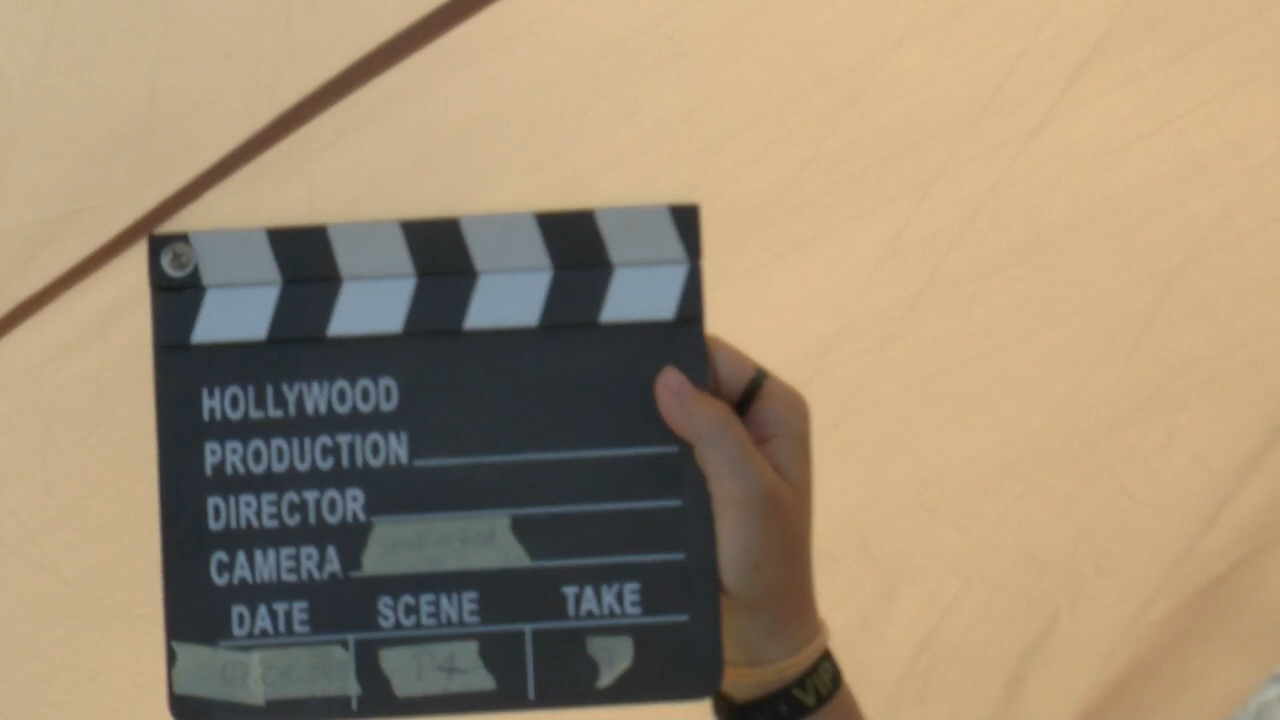 HOLLYWOOD
PRODUCTION
DIRECTOR
CAMERA
DATE SCENE TAKE
VIP